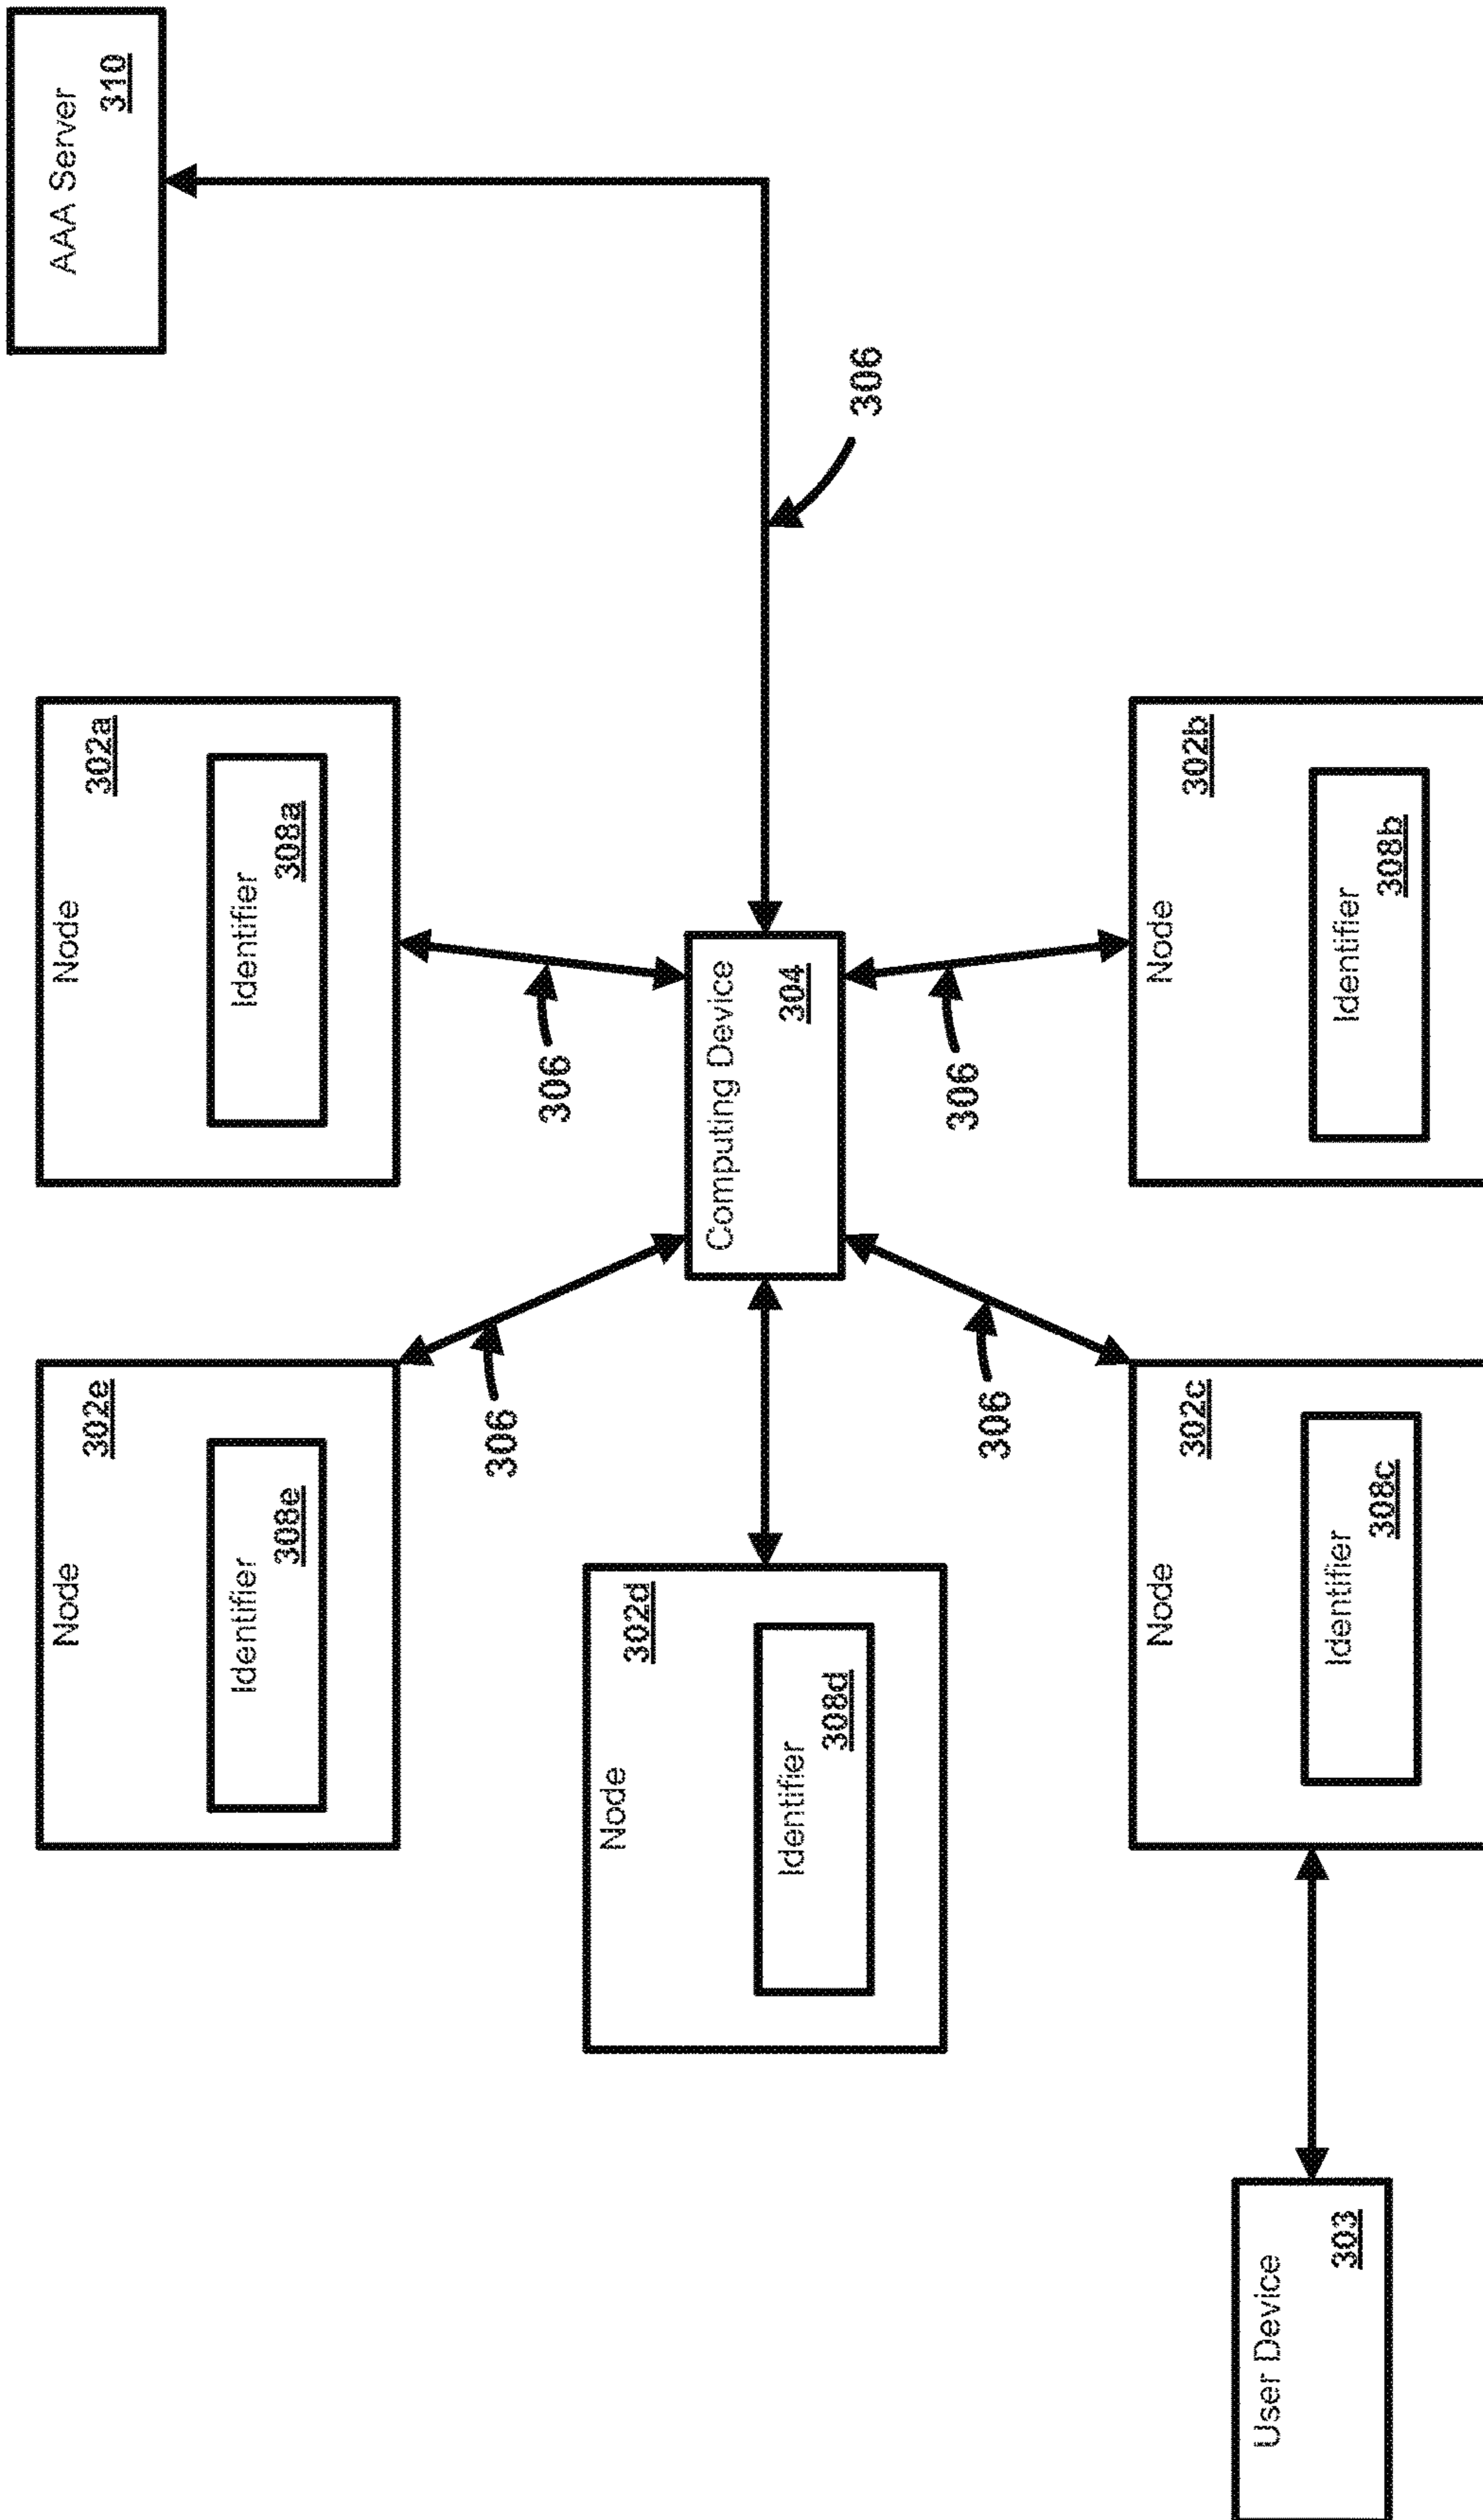 Node
302e
Identifier
308e
Node
302a
Identifier
308a
AAA Server
310
306
306
Node
302d
Identifier
308d
Computing Device
304
306
306
306
Node
302c
Identifier
308c
Node
302b
Identifier
308b
User Device
303